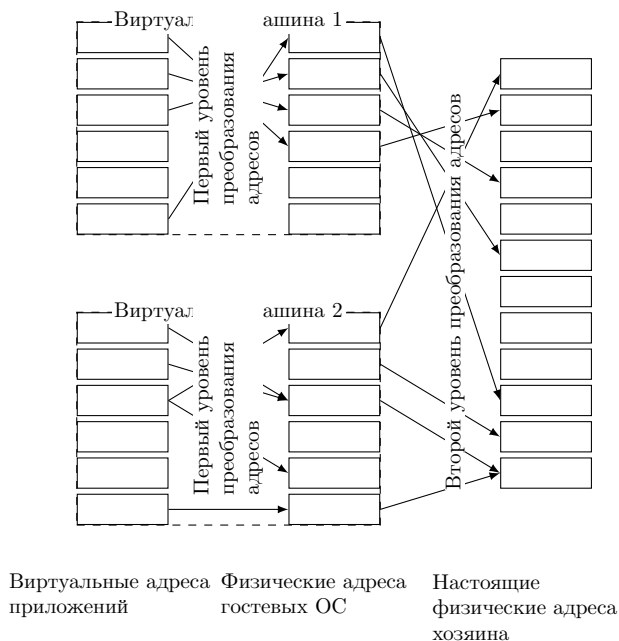 Виртуал ашина 1
Первый уровень
преобразования
адресов
Второй уровень преобразования адресов
Виртуал ашина 2
Первый уровень
преобразования
адресов
Виртуальные адреса
приложений
Физические адреса
гостевых ОС
Настоящие
физические адреса
хозяина